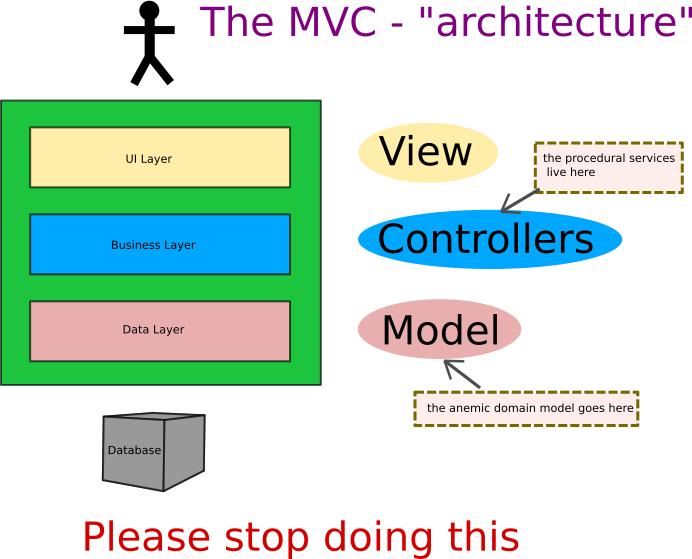 The MVC - "architecture"
UI Layer
View
the procedural services
live here
Business Layer
Controllers
Data Layer
Model
the anemic domain model goes here
Database
Please stop doing this